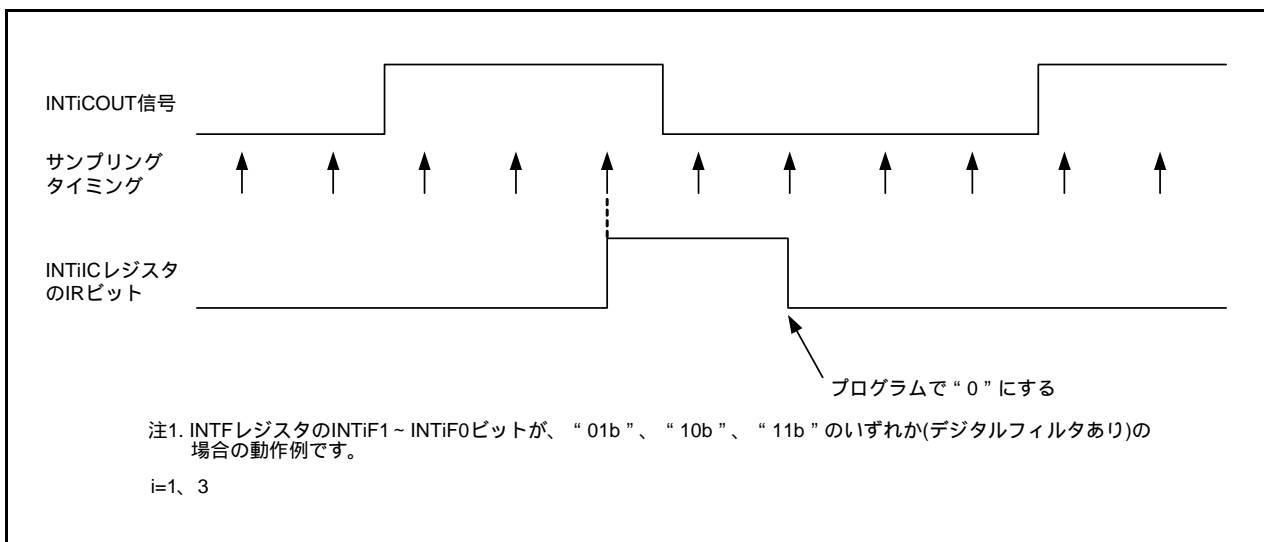 INTiCOUT信号
サンプリング
タイミング
INTiICレジスタ
のIRビット
プログラムで“0”にする
注1. INTFレジスタのINTiF1~INTiF0ビットが、“01b”、“10b”、“11b”のいずれか(デジタルフィルタあり)の
場合の動作例です。
i=1、3